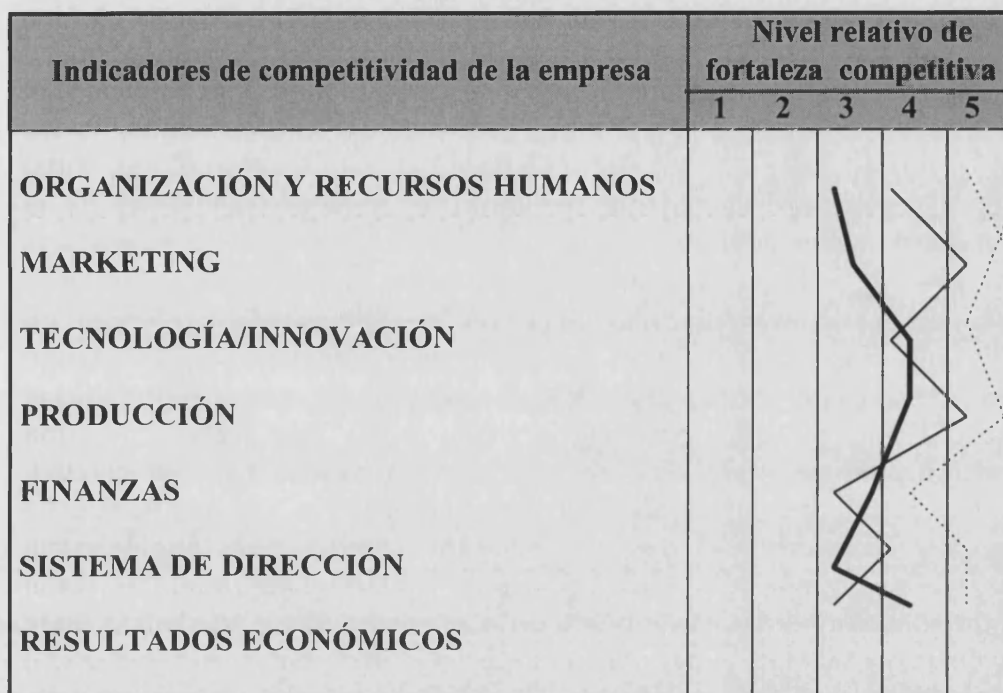 Indicadores de competitividad de la empresa
Nivel relativo de
fortaleza competitiva
1 2 3 4 5
ORGANIZACIÓN Y RECURSOS HUMANOS
MARKETING
TECNOLOGÍA/INNOVACIÓN
PRODUCCIÓN
FINANZAS
SISTEMA DE DIRECCIÓN
RESULTADOS ECONÓMICOS